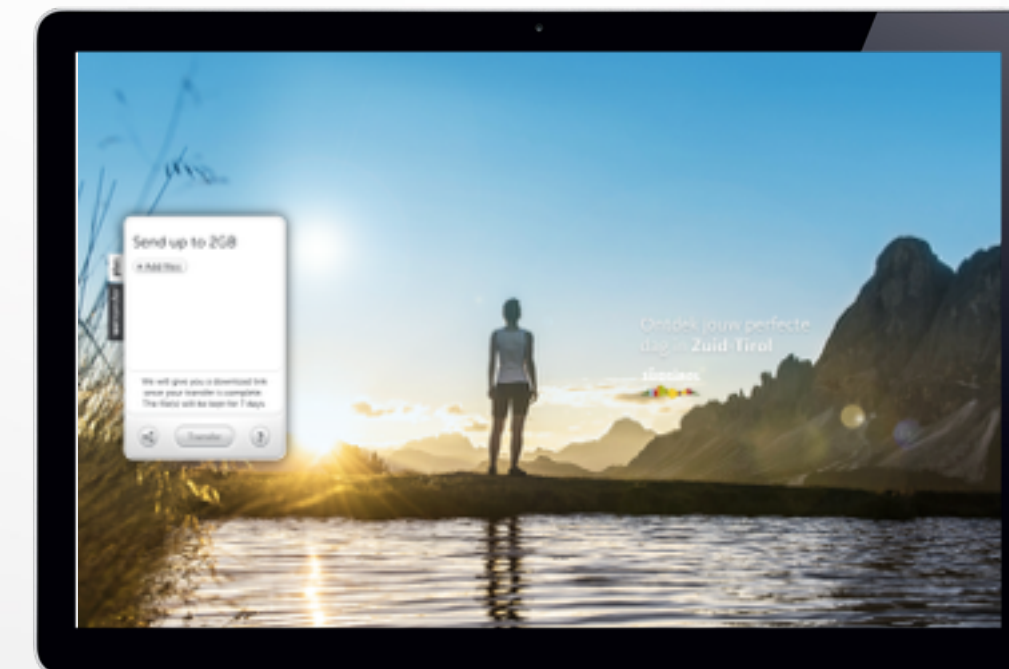 Send up to 2GB
+ Add files
We will give you a download link
once your transfer is complete.
The file(s) will be kept for 7 days
Transfer
?
Ontdek jouw perfecte
dag in Zuid-Tirol